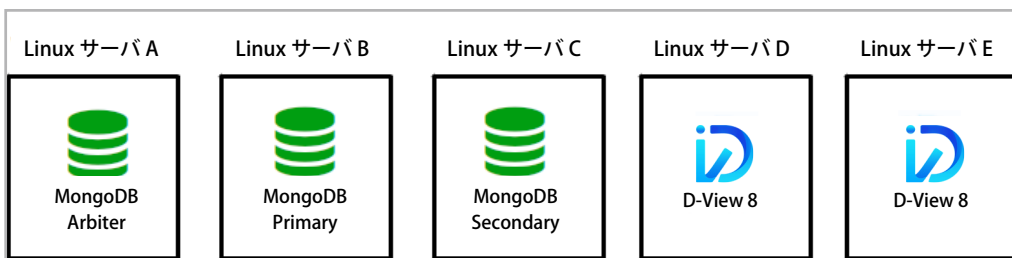 Linux サーバ A
Linux サーバ B
Linux サーバ C
Linux サーバ D
Linux サーバ E
MongoDB
Arbiter
MongoDB
Primary
MongoDB
Secondary
D-View 8
D-View 8